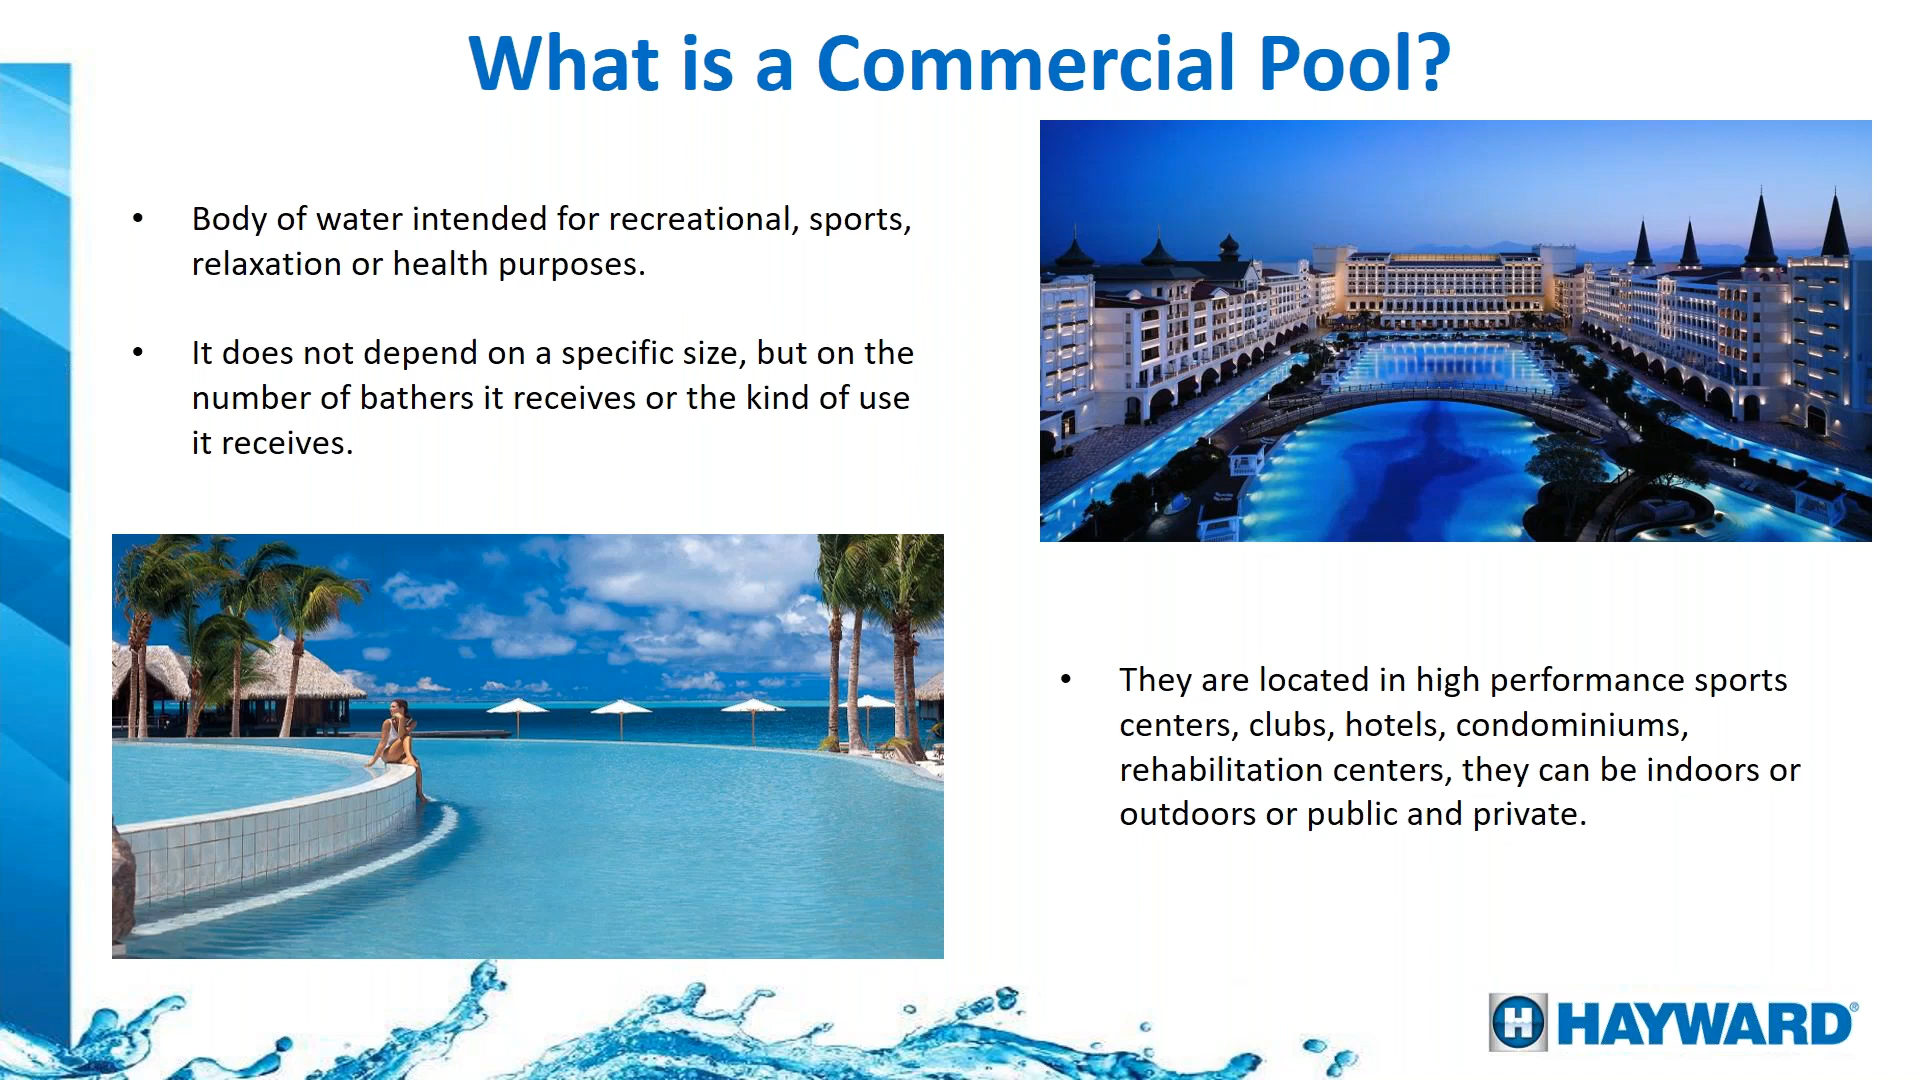 What is a Commercial Pool?
• Body of water intended for recreational, sports,
relaxation or health purposes.
• It does not depend on a specific size, but on the
number of bathers it receives or the kind of use
it receives.
• They are located in high performance sports
centers, clubs, hotels, condominiums,
rehabilitation centers, they can be indoors or
outdoors or public and private.
H HAYWARD®